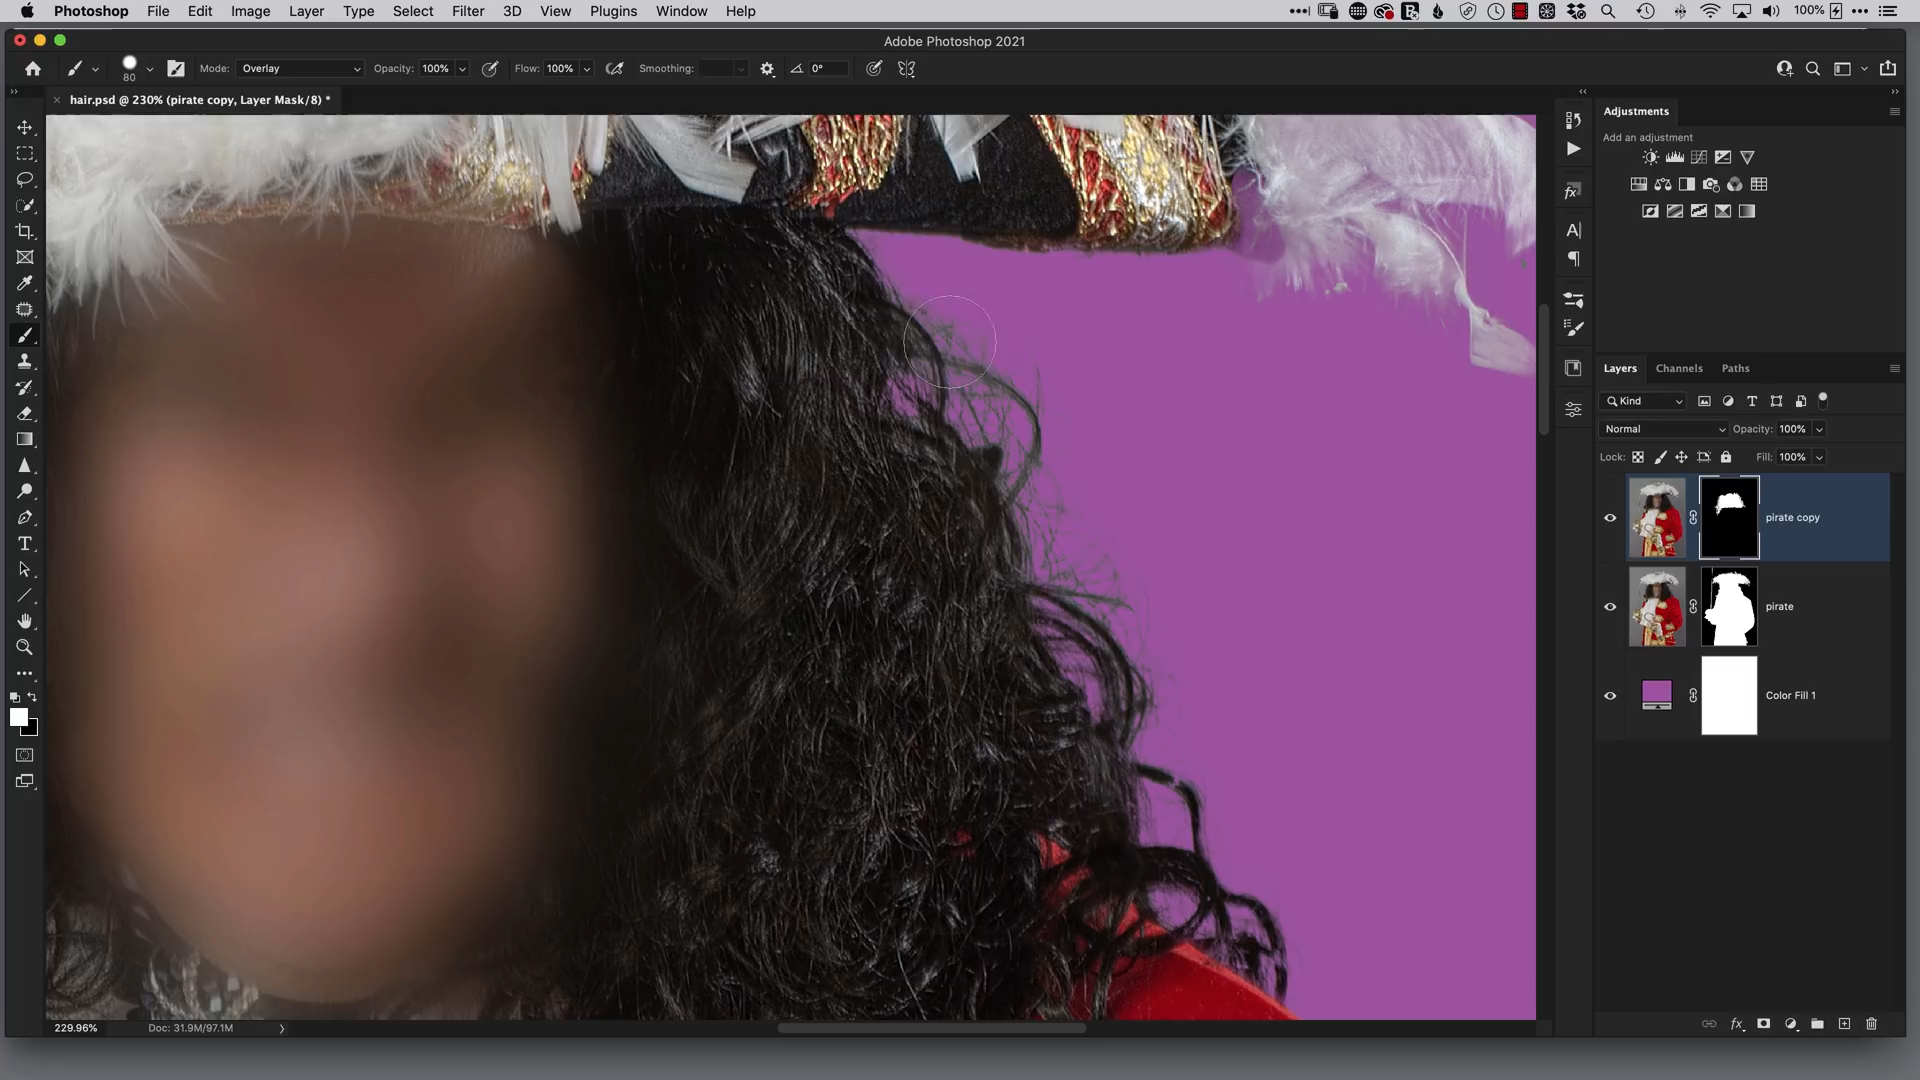 Photoshop File Edit Image Layer Type Select Filter 3D View Plugins Window Help 100%
Adobe Photoshop 2021
80 Mode: Overlay Opacity: 100% Flow: 100% Smoothing: 0°
hair.psd @ 230% (pirate copy, Layer Mask/8) *
Adjustments
Add an adjustment
Layers Channels Paths
Kind
Normal Opacity: 100%
Lock: Fill: 100%
pirate copy
pirate
Color Fill 1
229.96% Doc: 31.9M/97.1M